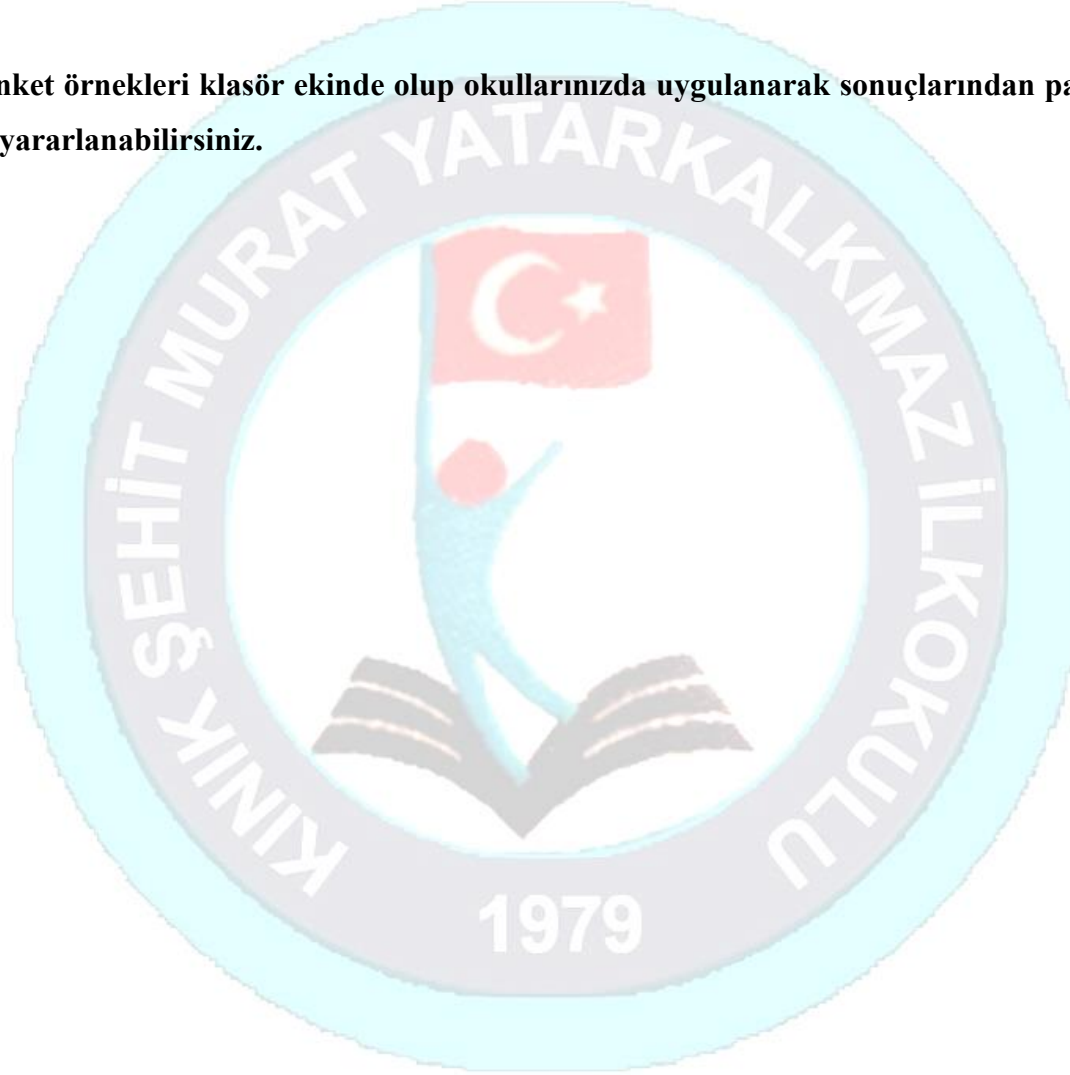 nket örnekleri klasör ekinde olup okullarınızda uygulanarak sonuçlarından pa
yararlanabilirsiniz.
KINIK ŞEHİT MURAT YATARKALKMAZ İLKOKULU
1979